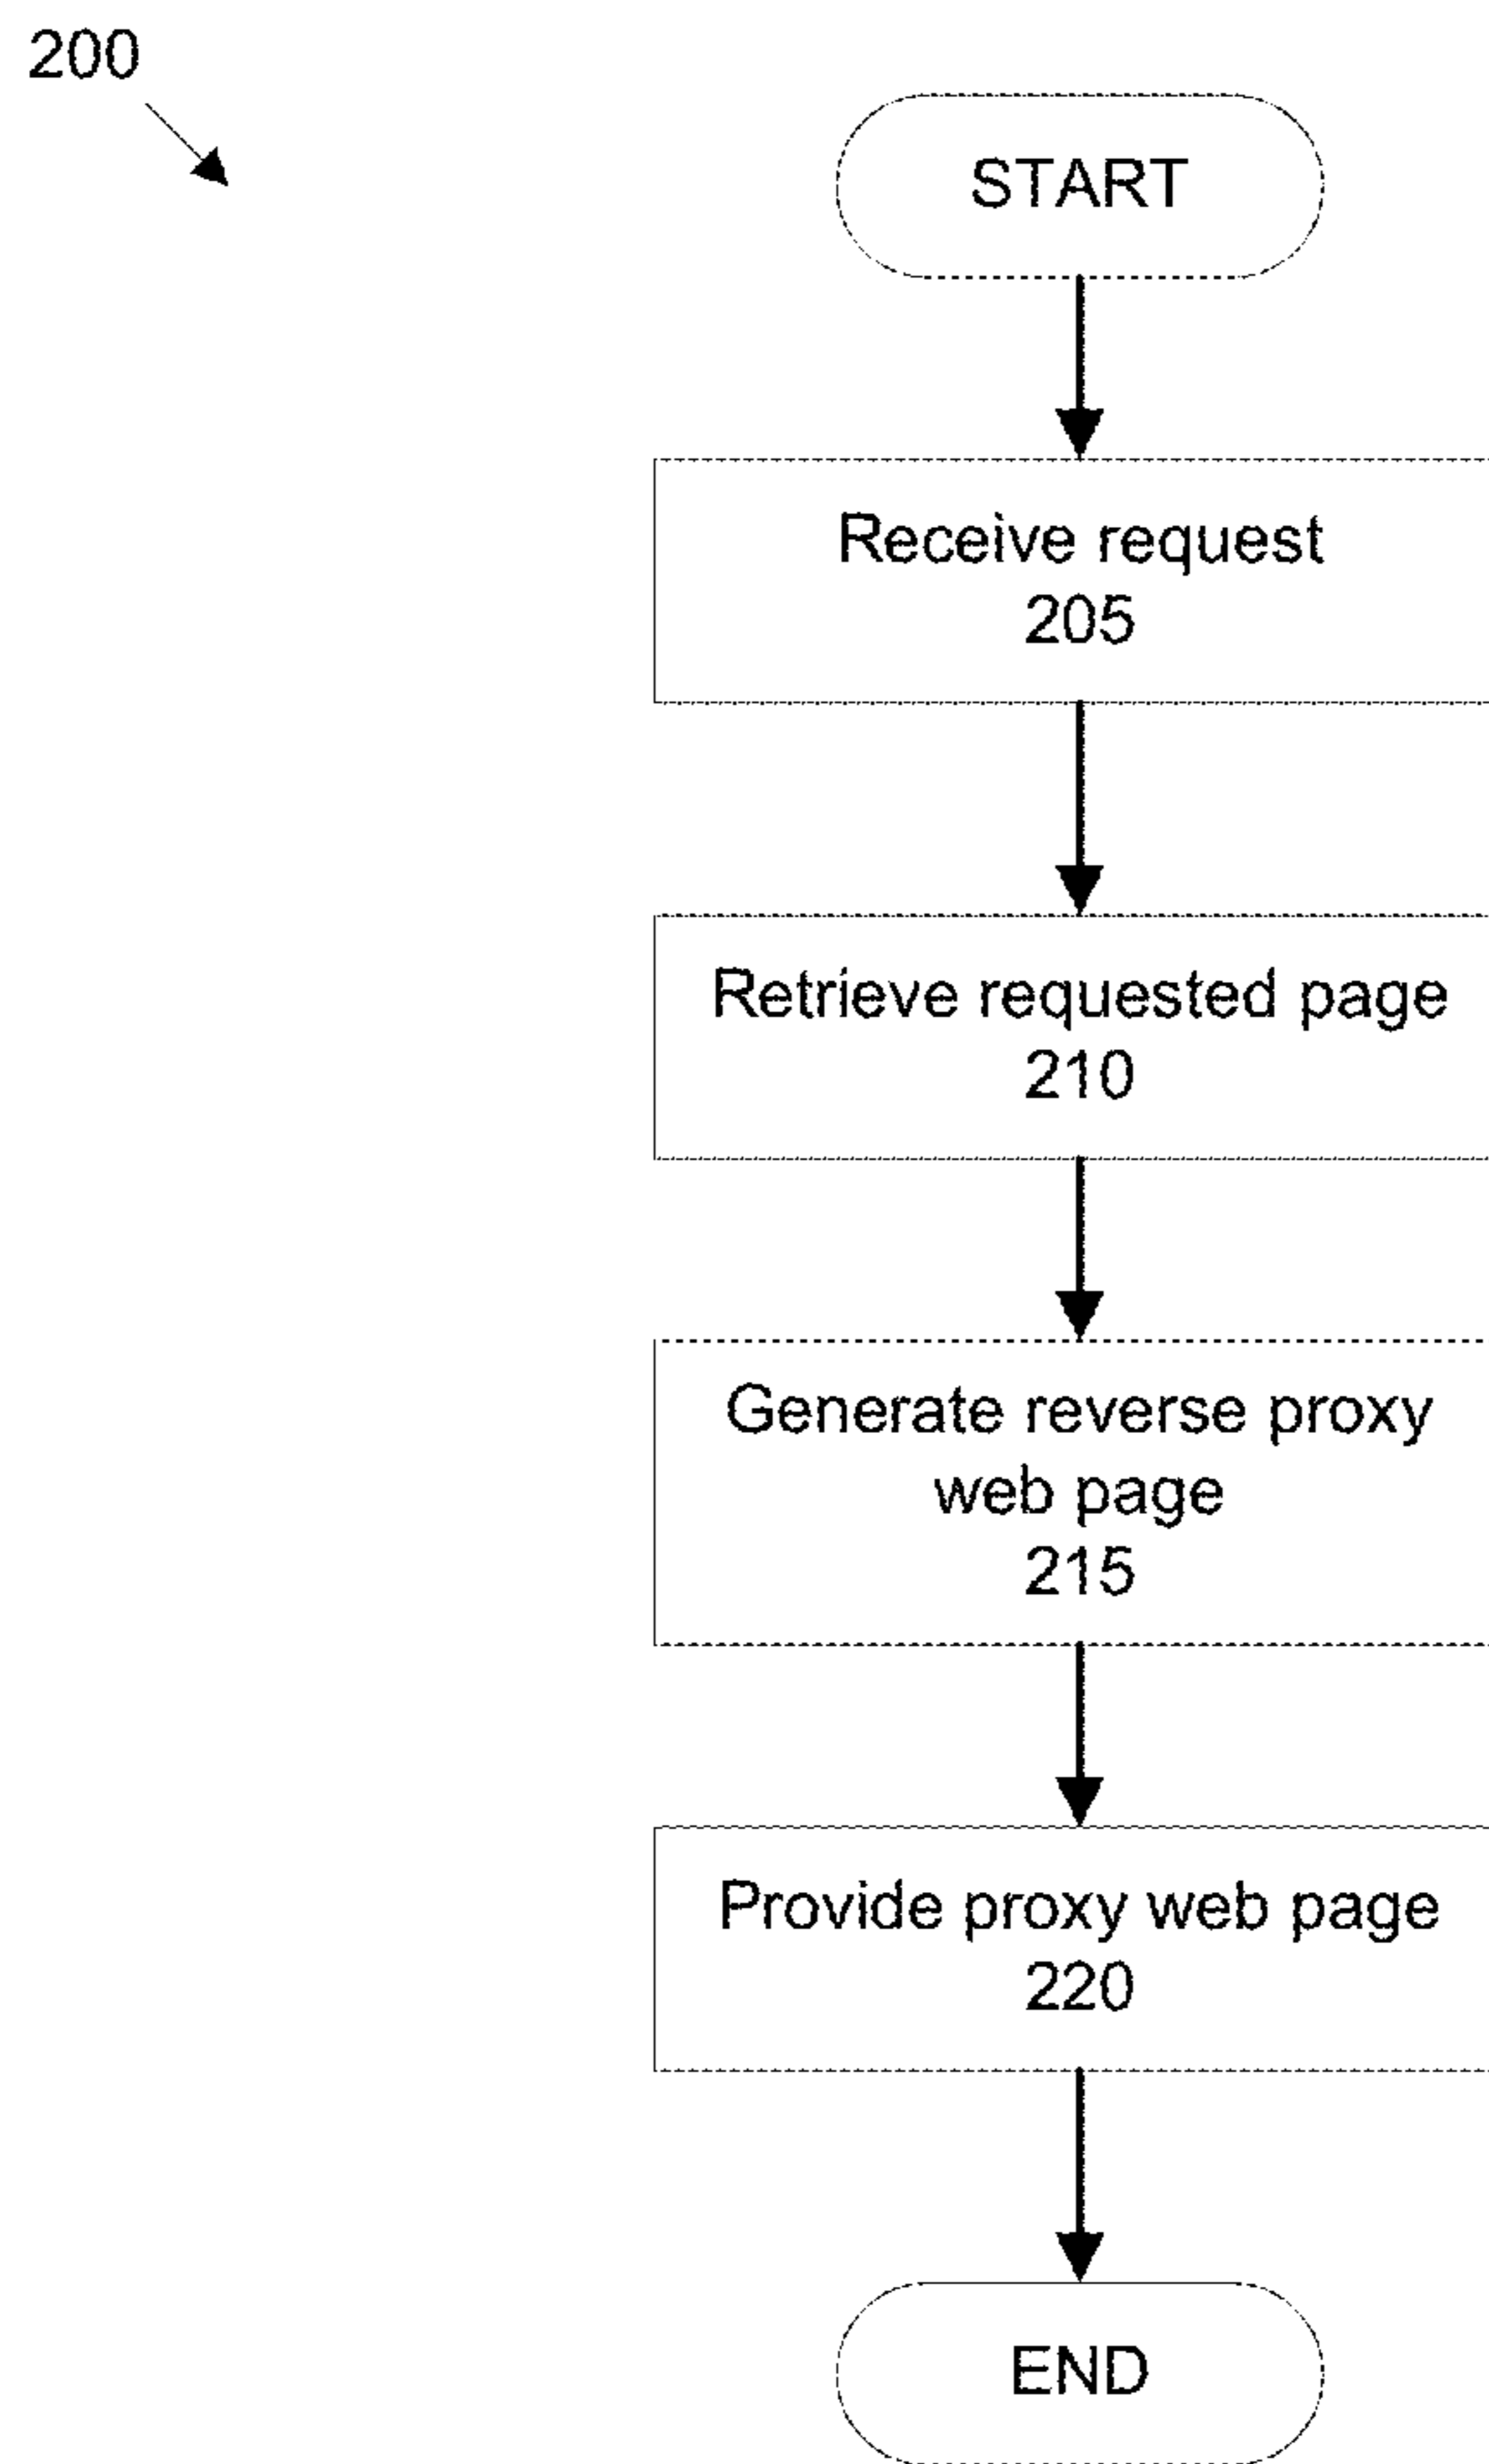 200
START
Receive request
205
Retrieve requested page
210
Generate reverse proxy
web page
215
Provide proxy web page
220
END